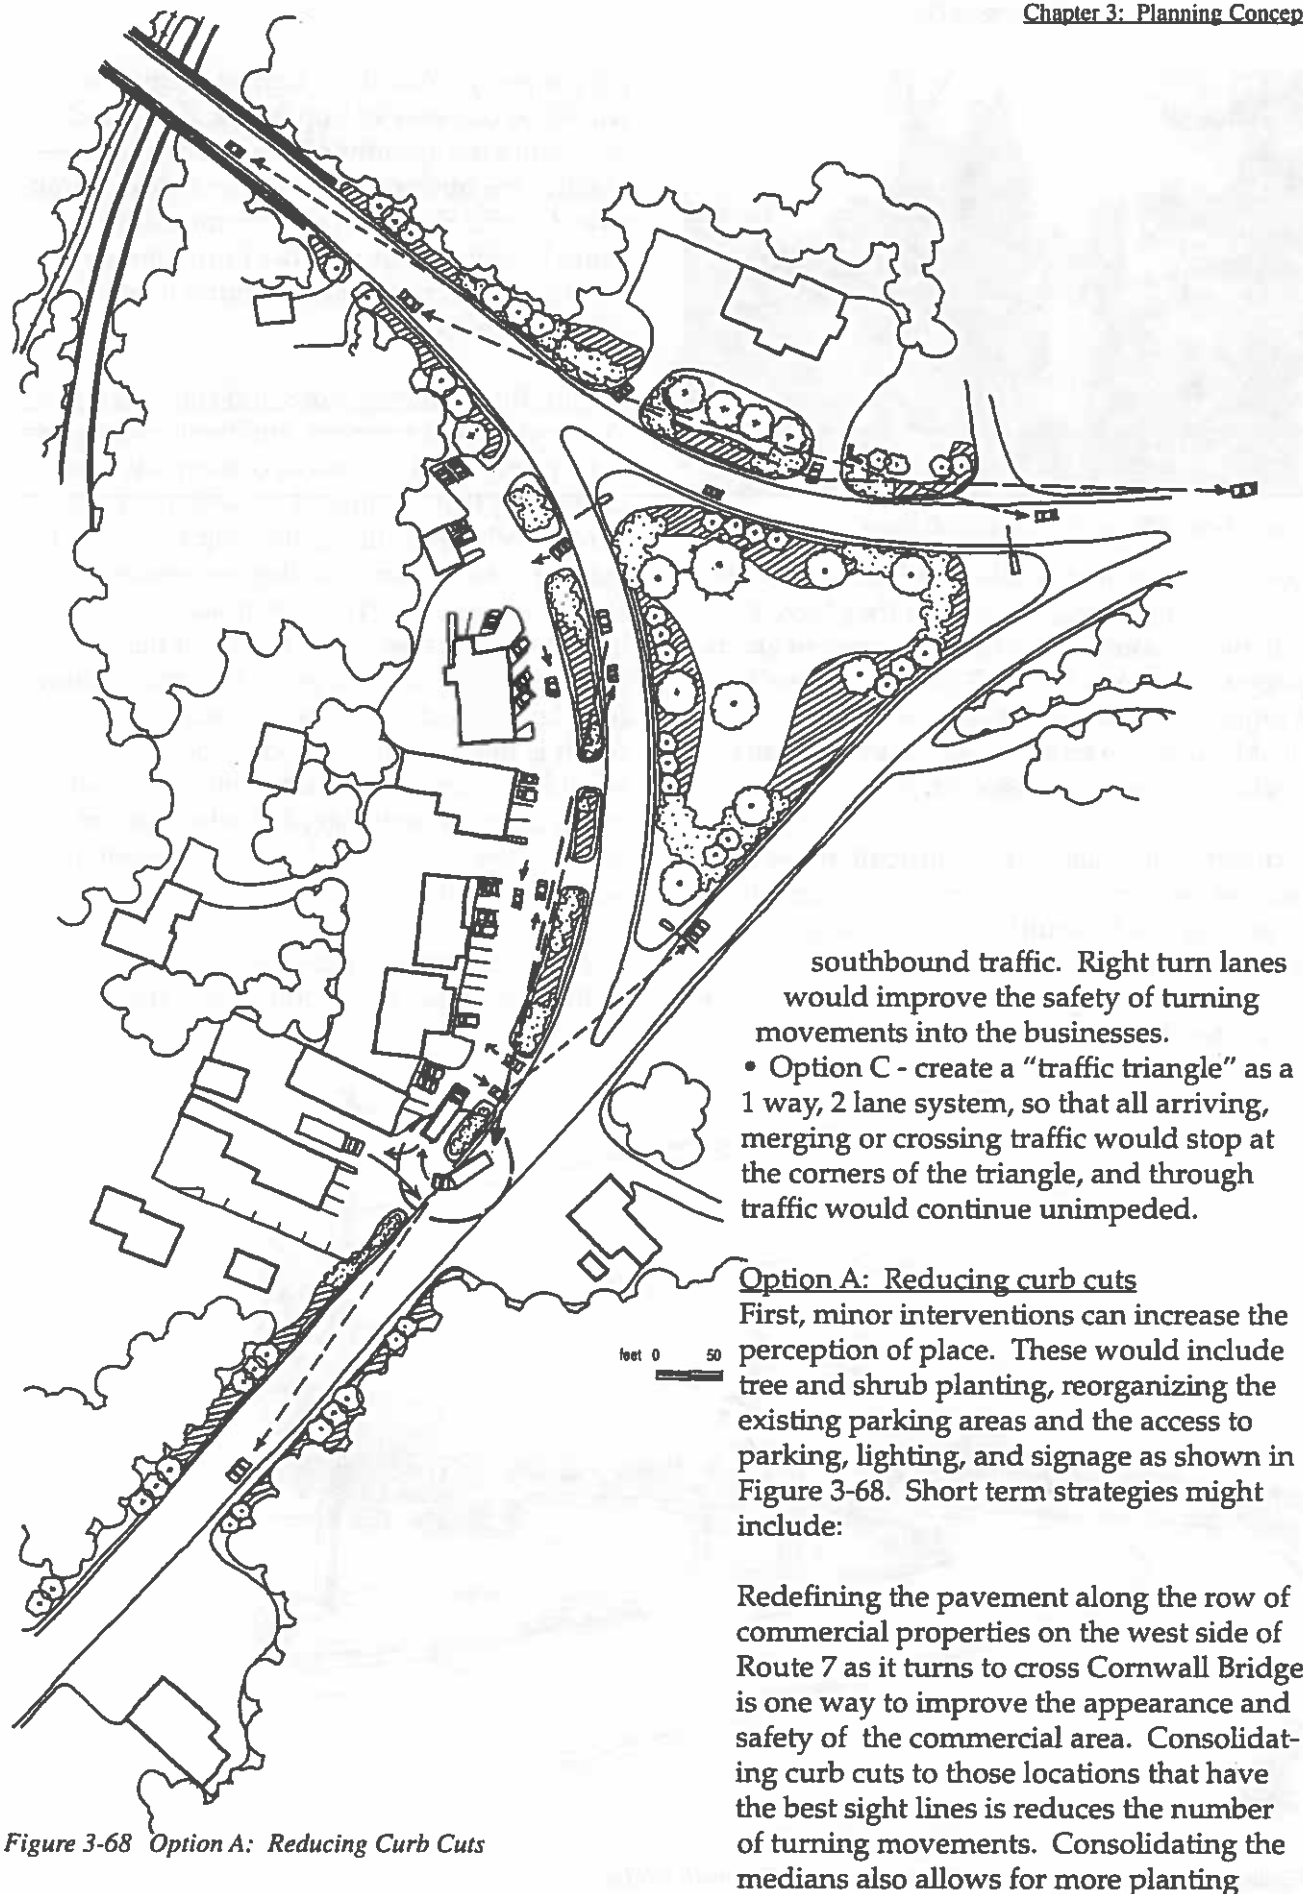 Chapter 3: Planning Concep
southbound traffic. Right turn lanes
would improve the safety of turning
movements into the businesses.
• Option C - create a “traffic triangle” as a
1 way, 2 lane system, so that all arriving,
merging or crossing traffic would stop at
the corners of the triangle, and through
traffic would continue unimpeded.
Option A: Reducing curb cuts
First, minor interventions can increase the
perception of place. These would include
tree and shrub planting, reorganizing the
existing parking areas and the access to
parking, lighting, and signage as shown in
Figure 3-68. Short term strategies might
include:
feet 0 50
Redefining the pavement along the row of
commercial properties on the west side of
Route 7 as it turns to cross Cornwall Bridge
is one way to improve the appearance and
safety of the commercial area. Consolidat-
ing curb cuts to those locations that have
the best sight lines is reduces the number
of turning movements. Consolidating the
medians also allows for more planting
Figure 3-68 Option A: Reducing Curb Cuts